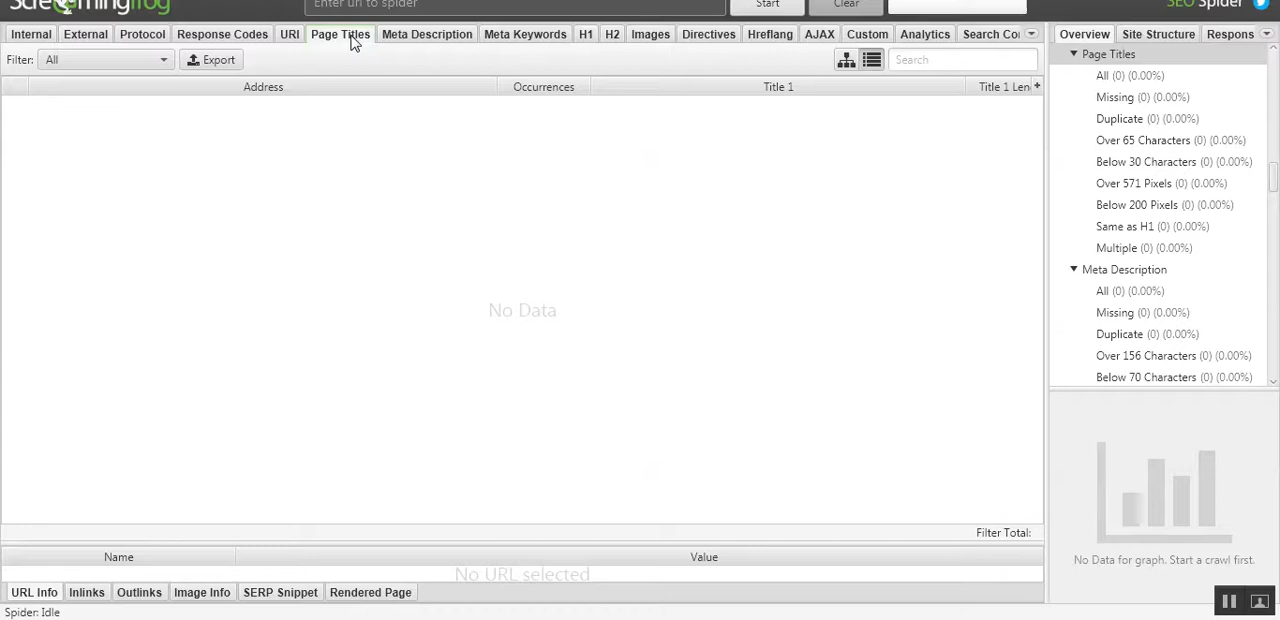 Screamingfrog Enter url to spider Start Clear SEO Spider
Internal External Protocol Response Codes URI Page Titles Meta Description Meta Keywords H1 H2 Images Directives Hreflang AJAX Custom Analytics Search Co
Overview Site Structure Respons
Filter: All Export Search
Address Occurrences Title 1 Title 1 Len
No Data
Filter Total:
Name Value
No URL selected
URL Info Inlinks Outlinks Image Info SERP Snippet Rendered Page
Spider: Idle
Page Titles
All (0) (0.00%)
Missing (0) (0.00%)
Duplicate (0) (0.00%)
Over 65 Characters (0) (0.00%)
Below 30 Characters (0) (0.00%)
Over 571 Pixels (0) (0.00%)
Below 200 Pixels (0) (0.00%)
Same as H1 (0) (0.00%)
Multiple (0) (0.00%)
Meta Description
All (0) (0.00%)
Missing (0) (0.00%)
Duplicate (0) (0.00%)
Over 156 Characters (0) (0.00%)
Below 70 Characters (0) (0.00%)
No Data for graph. Start a crawl first.